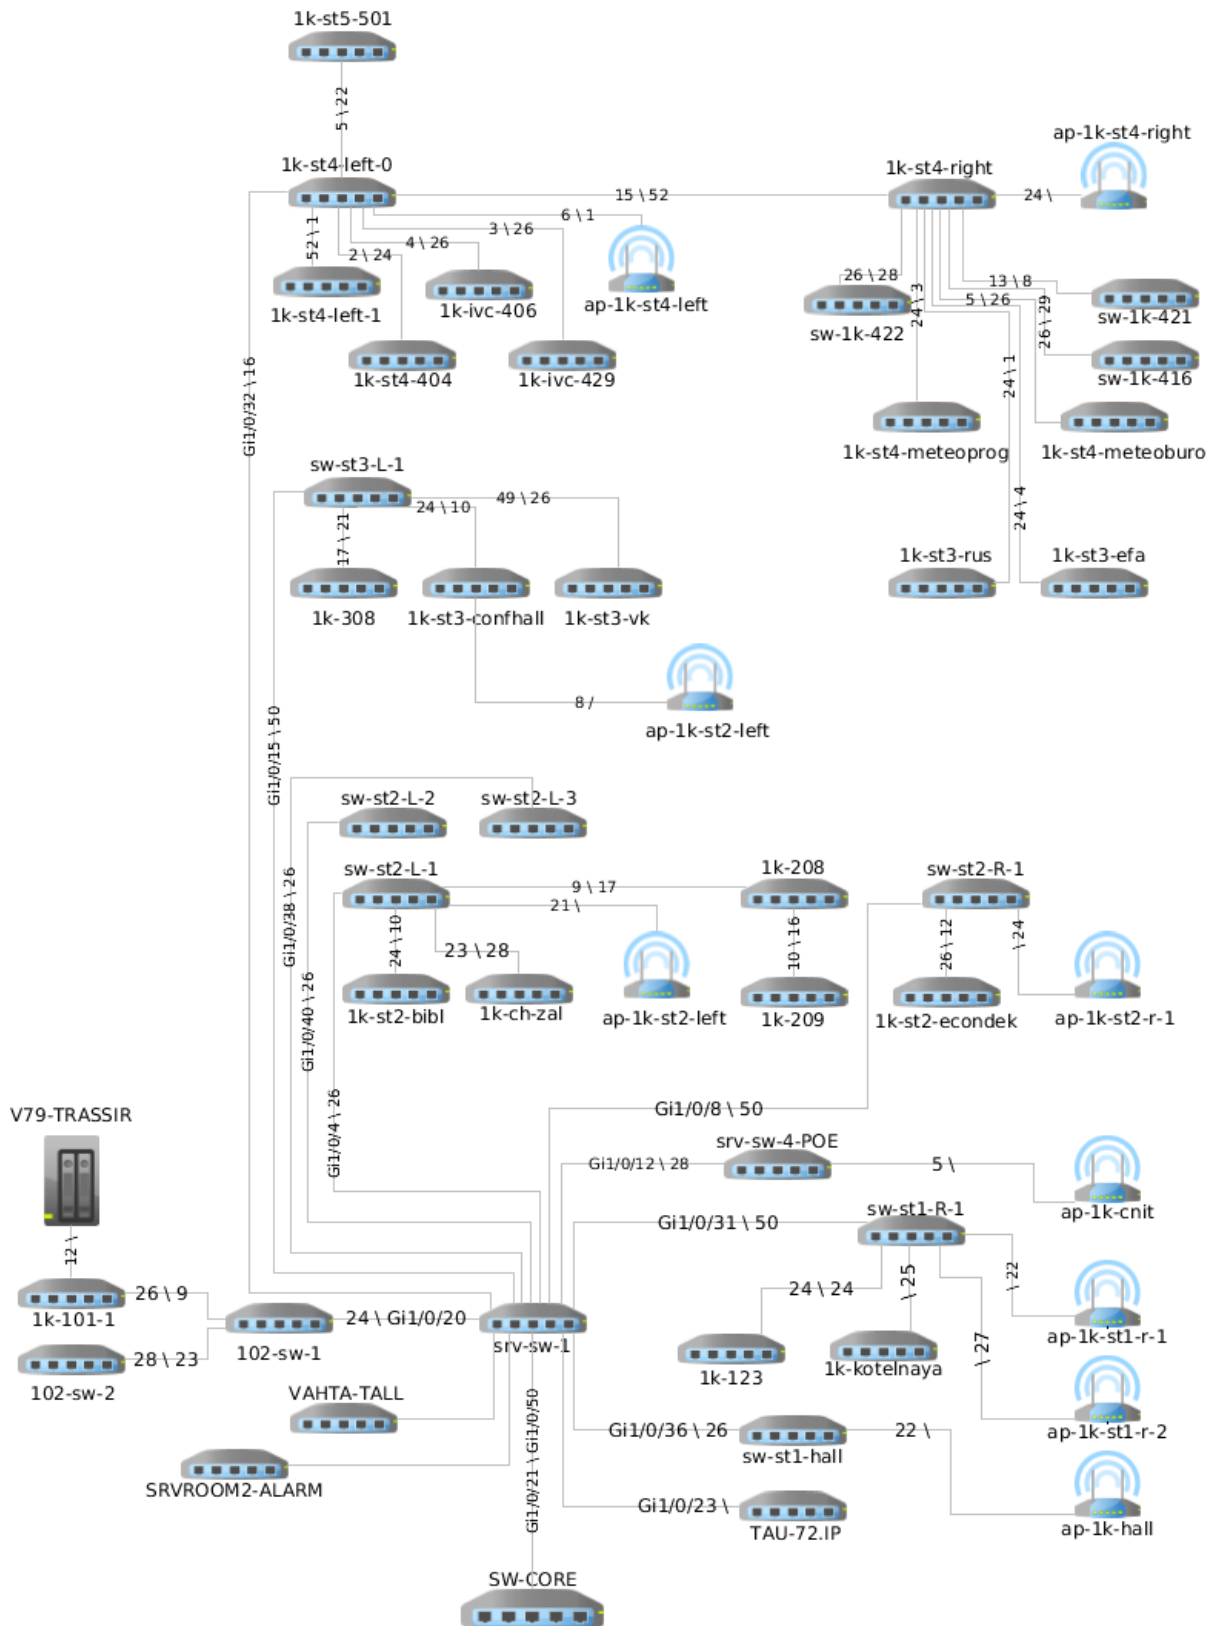 1k-st5-501
5 \ 22
1k-st4-left-0
15 \ 52
1k-st4-right
24 \
ap-1k-st4-right
52 \ 1
2 \ 24
4 \ 26
3 \ 26
6 \ 1
1k-st4-left-1
1k-ivc-406
ap-1k-st4-left
1k-st4-404
1k-ivc-429
26 \ 28
24 \ 3
13 \ 8
5 \ 26
26 \ 29
sw-1k-422
sw-1k-421
sw-1k-416
24 \ 1
1k-st4-meteoprog
1k-st4-meteoburo
24 \ 4
1k-st3-rus
1k-st3-efa
Gi1/0/32 \ 16
sw-st3-L-1
17 \ 21
24 \ 10
49 \ 26
1k-308
1k-st3-confhall
1k-st3-vk
8 /
ap-1k-st2-left
Gi1/0/15 \ 50
sw-st2-L-2
sw-st2-L-3
Gi1/0/38 \ 26
Gi1/0/40 \ 26
sw-st2-L-1
9 \ 17
21 \
1k-208
sw-st2-R-1
24 \ 10
23 \ 28
10 \ 16
26 \ 12
\ 24
1k-st2-bibl
1k-ch-zal
ap-1k-st2-left
1k-209
1k-st2-econdek
ap-1k-st2-r-1
Gi1/0/4 \ 26
Gi1/0/8 \ 50
V79-TRASSIR
srv-sw-4-POE
Gi1/0/12 \ 28
5 \
ap-1k-cnit
sw-st1-R-1
Gi1/0/31 \ 50
12 \
26 \ 9
1k-101-1
24 \ Gi1/0/20
102-sw-1
srv-sw-1
24 \ 24
\ 25
\ 22
\ 27
1k-123
1k-kotelnaya
ap-1k-st1-r-1
28 \ 23
102-sw-2
VAHTA-TALL
SRVROOM2-ALARM
Gi1/0/21 \ Gi1/0/50
Gi1/0/36 \ 26
sw-st1-hall
22 \
ap-1k-st1-r-2
Gi1/0/23 \
TAU-72.IP
ap-1k-hall
SW-CORE